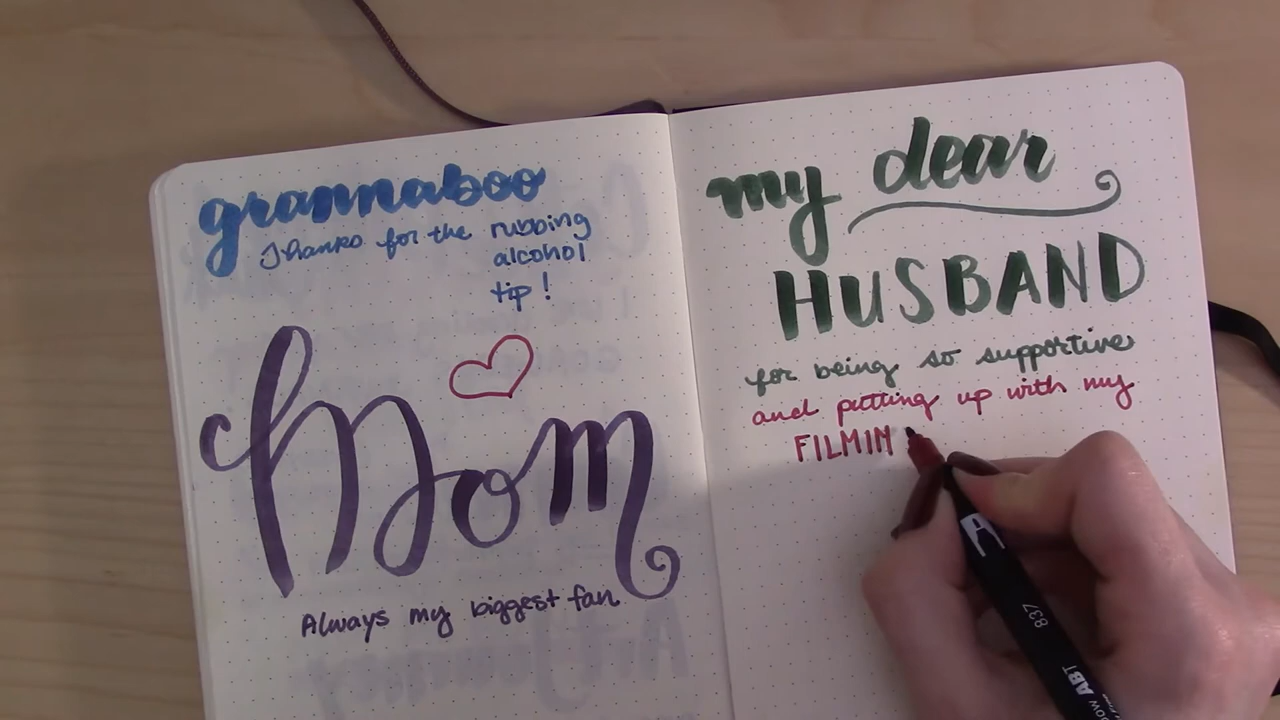 grannaboo
Thanks for the rubbing
alcohol
tip!
Mom
Always my biggest fan
my dear
HUSBAND
for being so supportive
and putting up with my
FILMIN
837
ABT